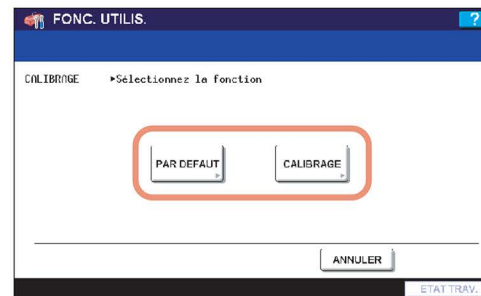 FONC. UTILIS. ?
CALIBRAGE ▸Sélectionnez la fonction
PAR DEFAUT CALIBRAGE
ANNULER
ETAT TRAV.